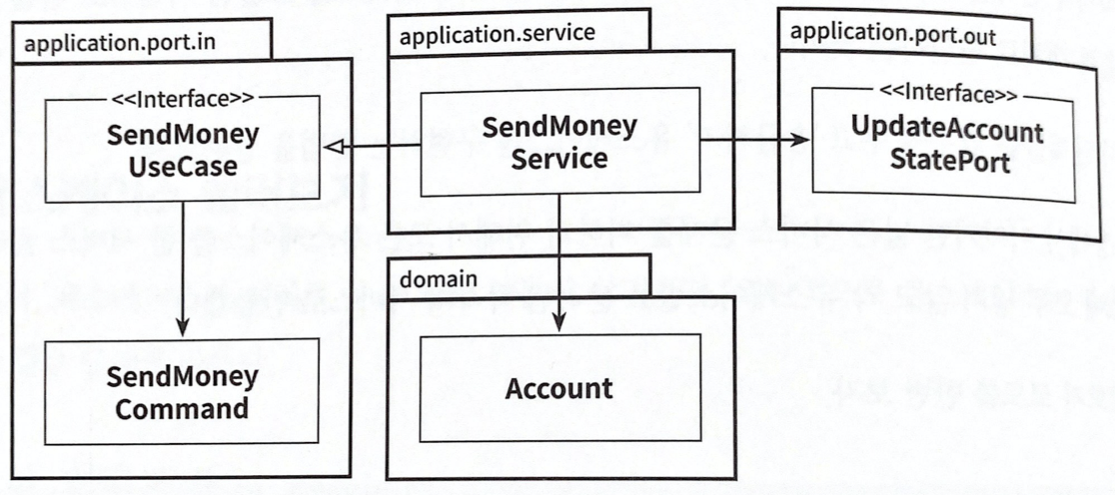 application.port.in
<<Interface>>
SendMoney
UseCase
SendMoney
Command
application.service
SendMoney
Service
domain
Account
application.port.out
<<Interface>>
UpdateAccount
StatePort